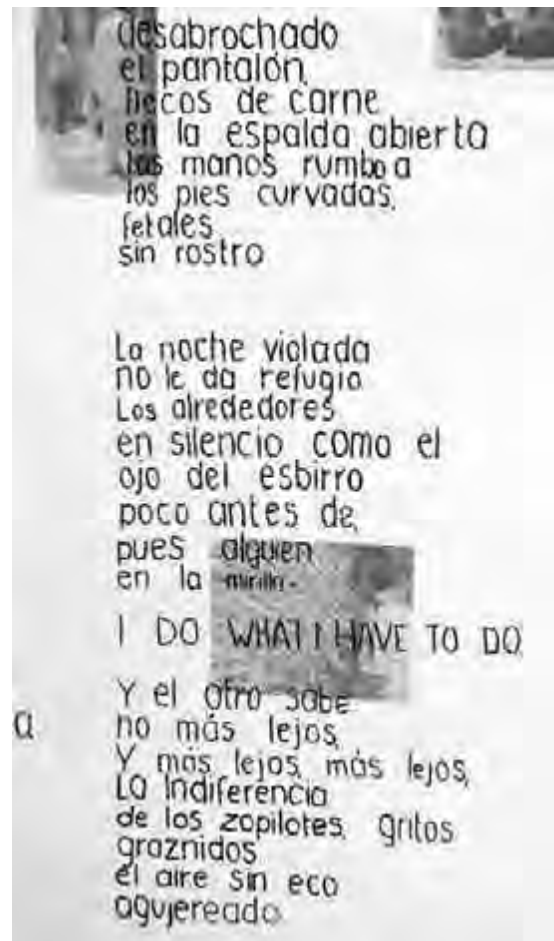 desabrochado
el pantalón,
flecos de carne
en la espalda abierta
las manos rumbo a
los pies curvadas,
fetales
sin rostro
La noche violada
no le da refugio
Los alrededores
en silencio como el
ojo del esbirro
poco antes de,
pues alguien
en la mirilla.
I DO WHAT I HAVE TO DO
Y el otro sabe
a
no más lejos,
Y más lejos, más lejos,
La indiferencia
de los zopilotes, gritos
graznidos
el aire sin eco
agujereado.